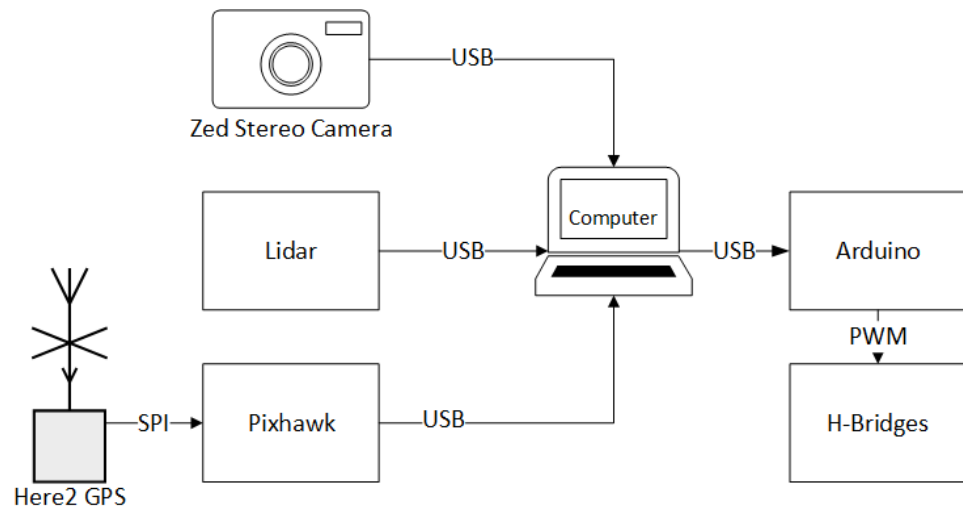 USB
Zed Stereo Camera
Computer
Lidar
USB
USB
Arduino
PWM
SPI
Pixhawk
USB
H-Bridges
Here2 GPS